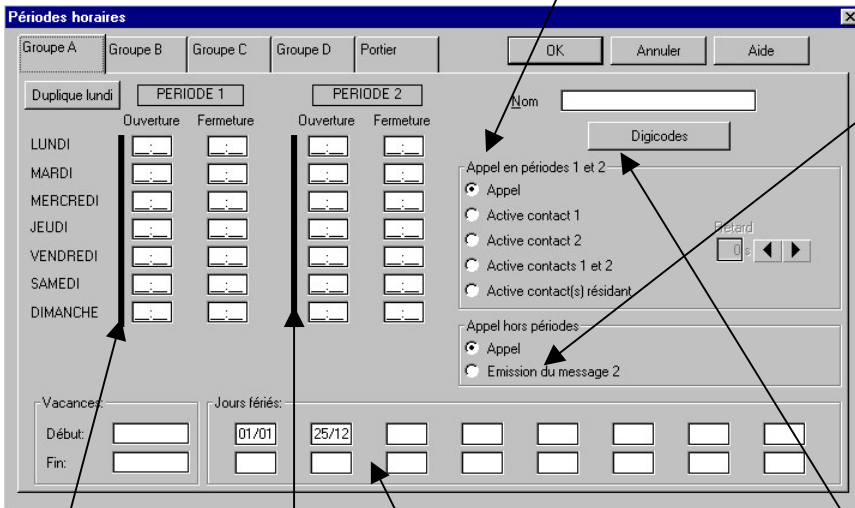 Périodes horaires
Groupe A Groupe B Groupe C Groupe D Portier OK Annuler Aide
Duplique lundi PERIODE 1 PERIODE 2 Nom
Ouverture Fermeture Ouverture Fermeture
Digicodes
LUNDI
MARDI
MERCREDI
JEUDI
VENDREDI
SAMEDI
DIMANCHE
Appel en périodes 1 et 2
Appel
Active contact 1
Active contact 2
Active contacts 1 et 2
Active contact(s) résidant
Retard
0 s
Appel hors périodes
Appel
Emission du message 2
Vacances:
Début:
Fin:
Jours fériés:
01/01 25/12